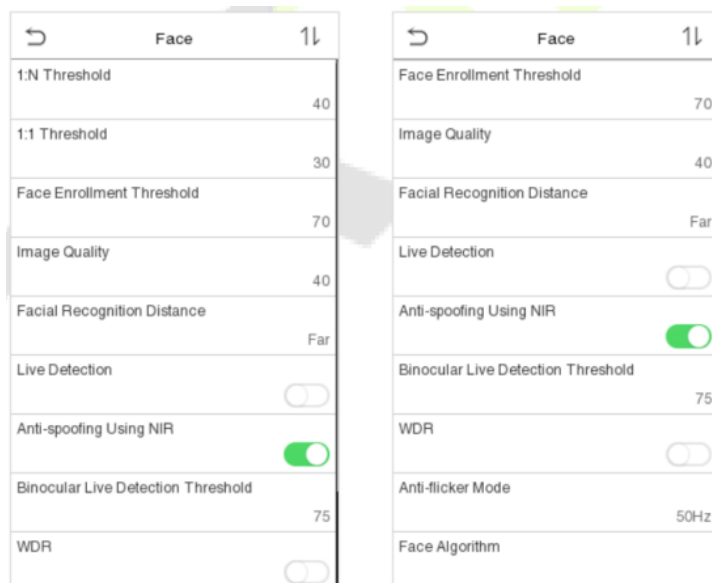 Face
1:N Threshold
40
1:1 Threshold
30
Face Enrollment Threshold
70
Image Quality
40
Facial Recognition Distance
Far
Live Detection
Anti-spoofing Using NIR
Binocular Live Detection Threshold
75
WDR
Face
Face Enrollment Threshold
70
Image Quality
40
Facial Recognition Distance
Far
Live Detection
Anti-spoofing Using NIR
Binocular Live Detection Threshold
75
WDR
Anti-flicker Mode
50Hz
Face Algorithm